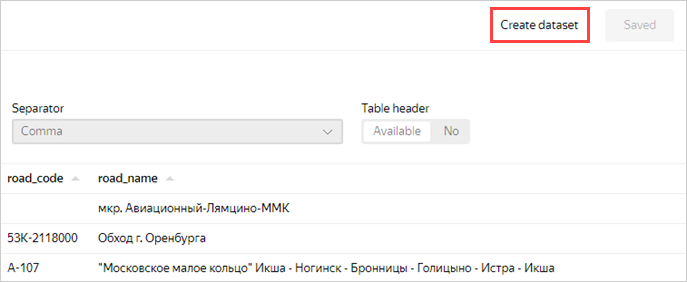 Create dataset Saved
Separator Table header
Comma Available No
road_code road_name
мкр. Авиационный-Лямцино-ММК
53К-2118000 Обход г. Оренбурга
А-107 "Московское малое кольцо" Икша - Ногинск - Бронницы - Голицыно - Истра - Икша